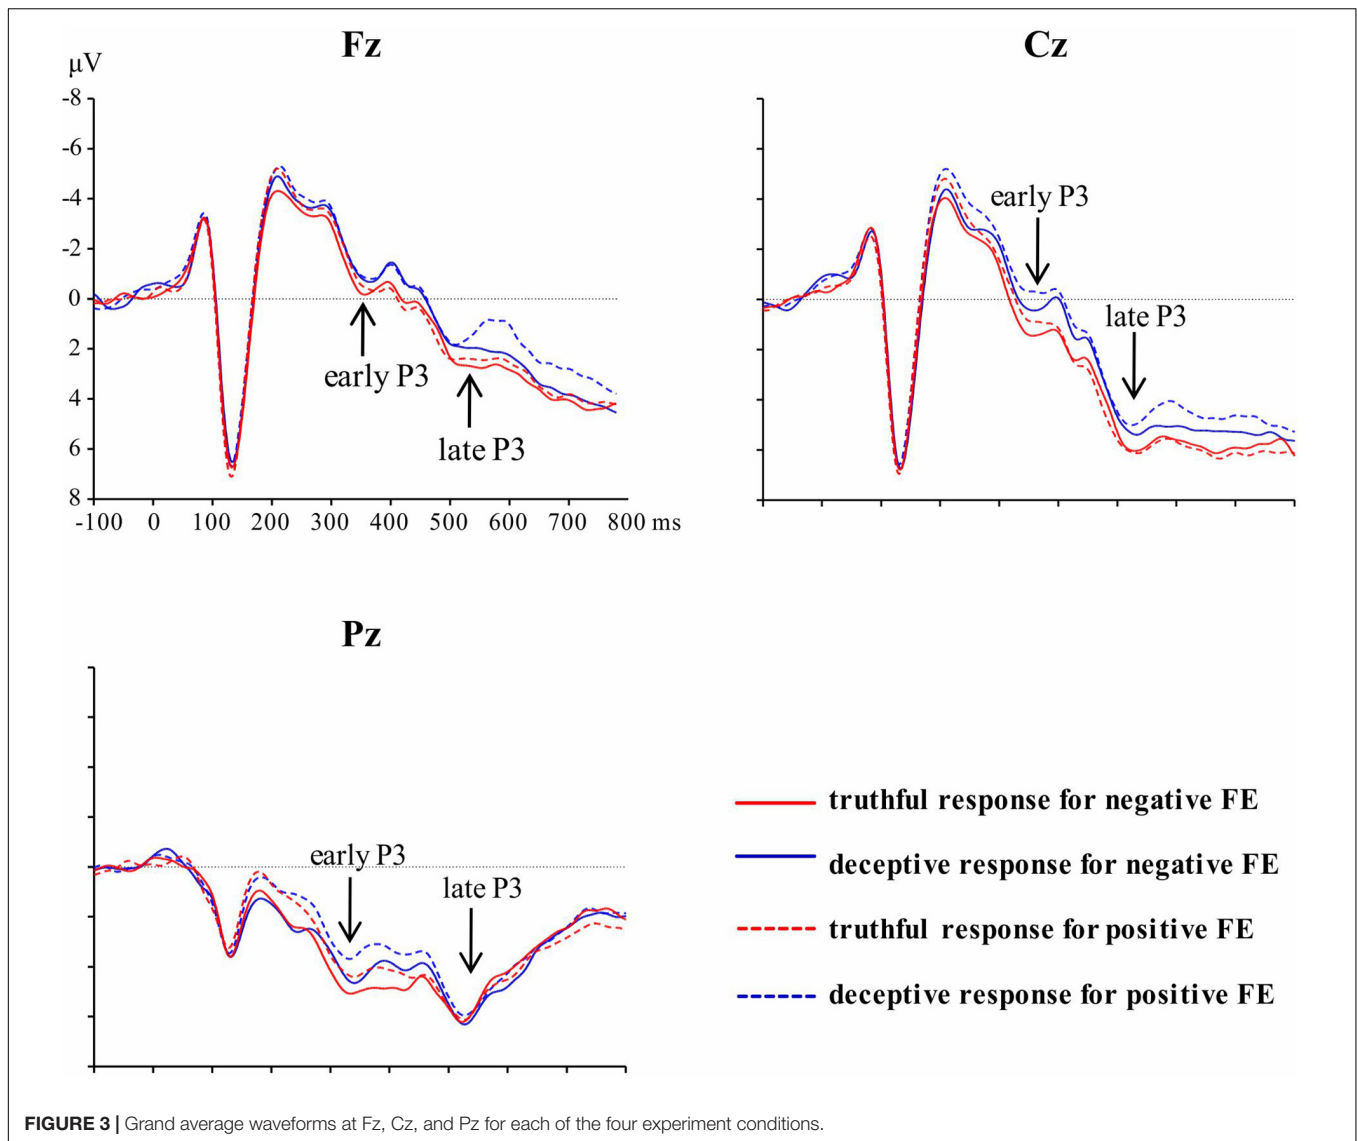 Fz
Cz
μV
-8
-6
-4
-2
0
2
4
6
8
-100 0 100 200 300 400 500 600 700 800 ms
early P3
late P3
early P3
late P3
Pz
early P3
late P3
truthful response for negative FE
deceptive response for negative FE
truthful response for positive FE
deceptive response for positive FE
FIGURE 3 | Grand average waveforms at Fz, Cz, and Pz for each of the four experiment conditions.